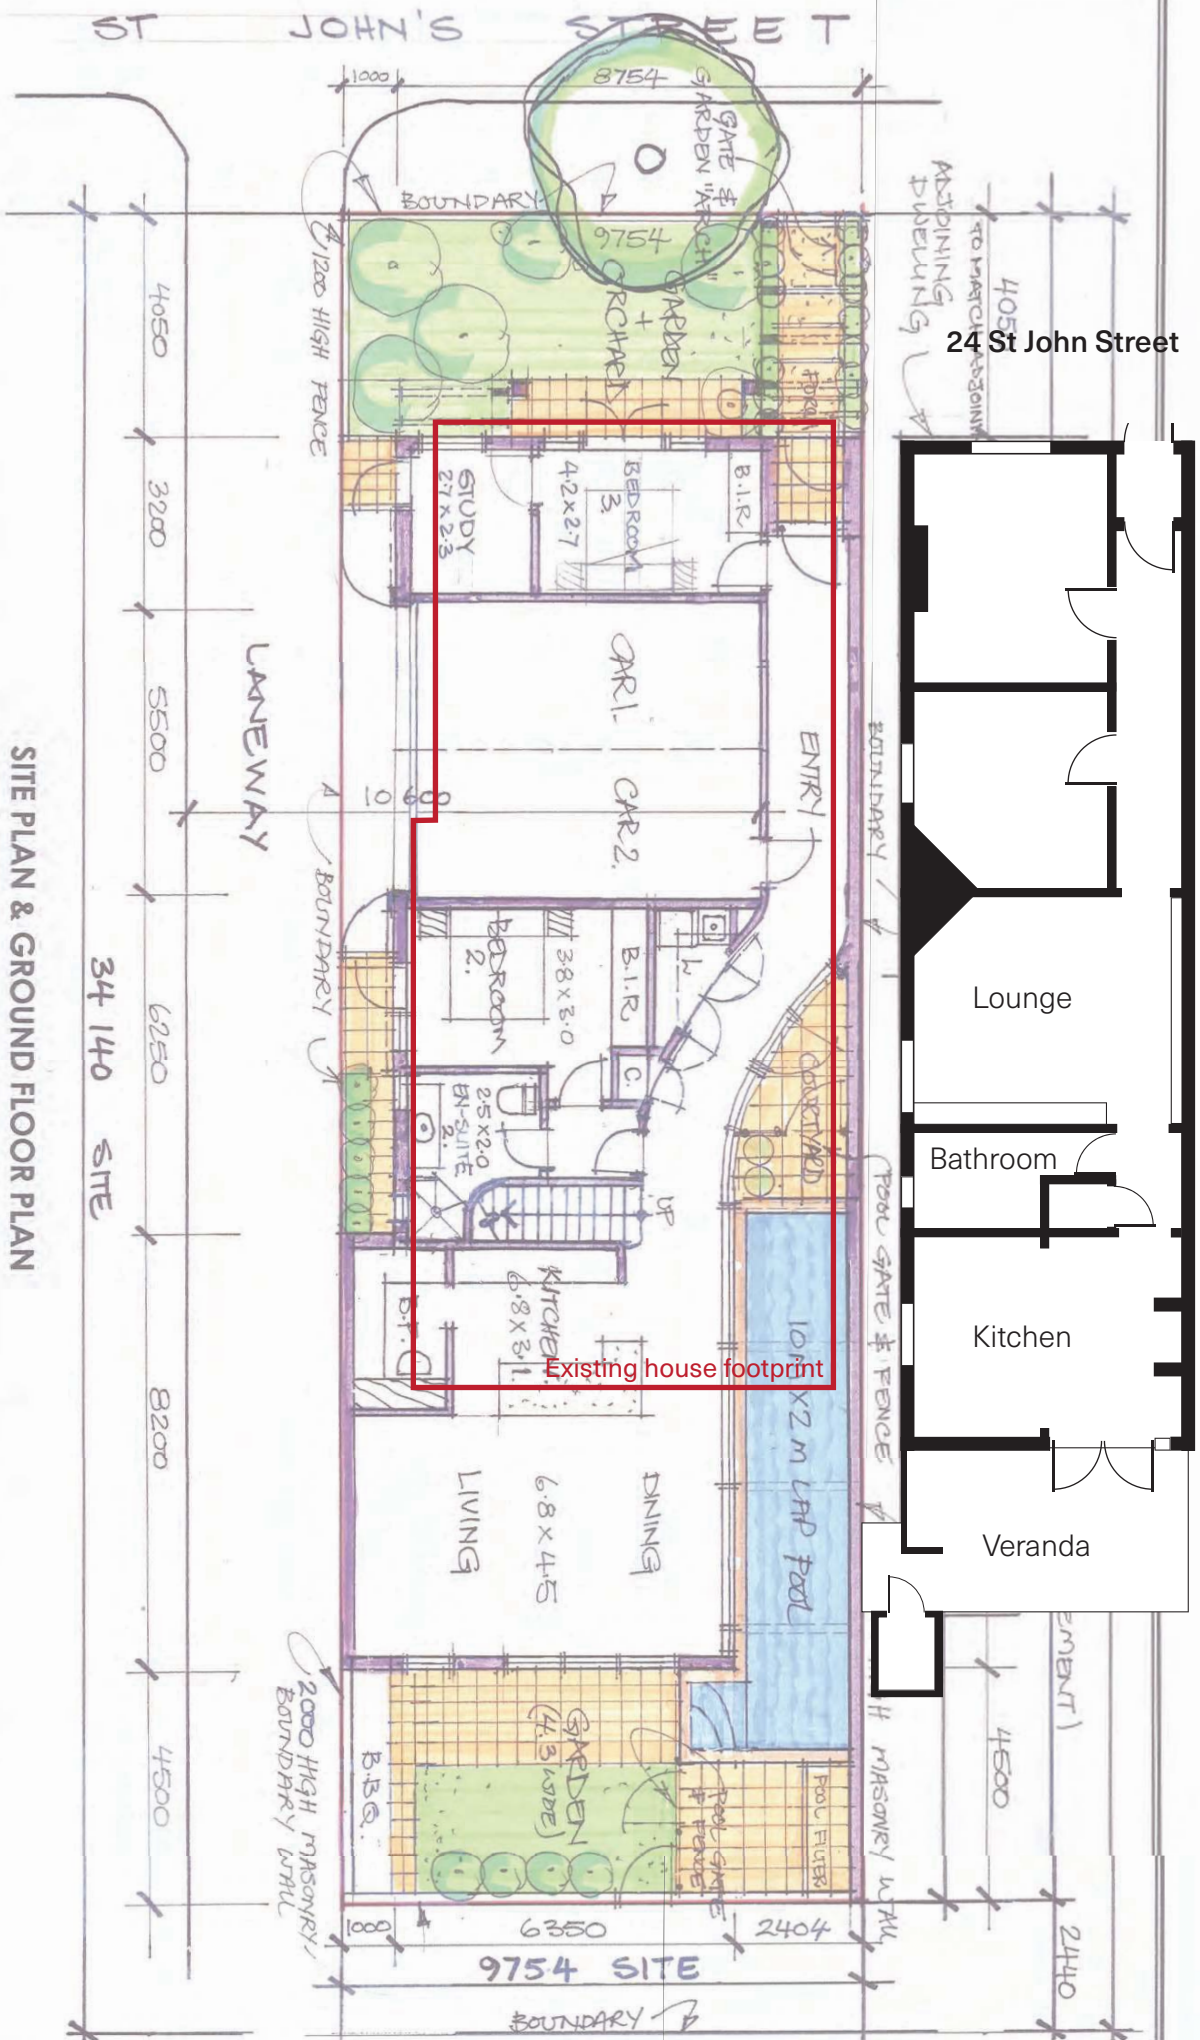 ST JOHN'S STREET
1000
8754
GATE &
GARDEN "ARCH"
BOUNDARY
9754
ADJOINING
DWELLING
TO MATCH ADJOIN
405
24 St John Street
1200 HIGH FENCE
4050
GARDEN
+
ORCHARD
PORCH
3200
STUDY
2.7 X 2.3
BEDROOM
3.
4.2 X 2.7
B.I.R.
5500
LANEWAY
CAR 1.
CAR 2.
ENTRY
10 600
BOUNDARY
BOUNDARY
SITE PLAN & GROUND FLOOR PLAN
34 140 SITE
6250
BEDROOM
2.
3.8 X 3.0
B.I.R.
L
C.
EN-SUITE
2.
2.5 X 2.0
COURTYARD
UP
Lounge
Bathroom
Kitchen
Veranda
POOL GATE & FENCE
KITCHEN
6.8 X 3.1
Existing house footprint
10M X 2M LAP POOL
8200
LIVING
6.8 X 4.5
DINING
EMENT)
4500
2000 HIGH MASONRY
BOUNDARY WALL
4500
B.B.Q.
GARDEN
(4.3 WIDE)
POOL GATE
& FENCE
POOL FILTER
H MASONRY WALL
1000
6350
2404
2440
9754 SITE
BOUNDARY